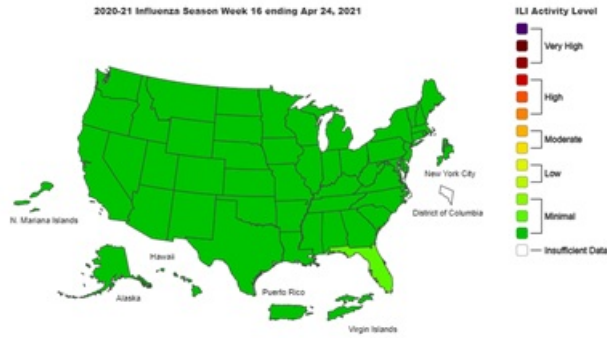 2020-21 Influenza Season Week 16 ending Apr 24, 2021
ILI Activity Level
Very High
High
Moderate
Low
Minimal
Insufficient Data
New York City
District of Columbia
N. Mariana Islands
Hawaii
Alaska
Puerto Rico
Virgin Islands